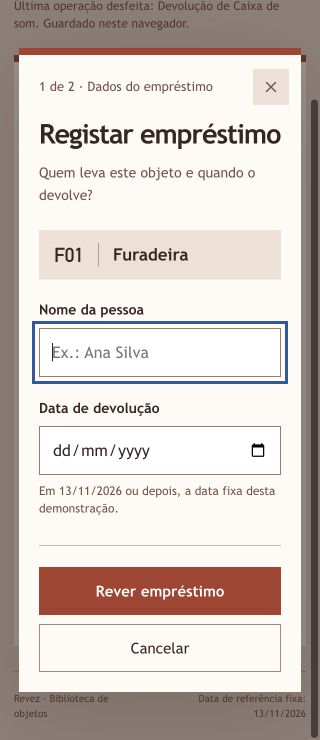 Última operação desfeita: Devolução de Caixa de
som. Guardado neste navegador.
1 de 2 · Dados do empréstimo
Registar empréstimo
Quem leva este objeto e quando o
devolve?
F01
Furadeira
Nome da pessoa
Ex.: Ana Silva
Data de devolução
dd/mm/yyyy
Em 13/11/2026 ou depois, a data fixa desta
demonstração.
Rever empréstimo
Cancelar
Revez · Biblioteca de
objetos
Data de referência fixa:
13/11/2026